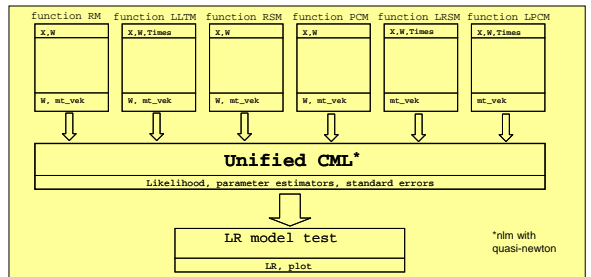 function RM function LLTM function RSM function PCM function LRSM function LPCM
X,W X,W,Times X,W X,W X,W,Times X,W,Times
W, mt_vek W, mt_vek W, mt_vek W, mt_vek mt_vek mt_vek
Unified CML*
Likelihood, parameter estimators, standard errors
LR model test
LR, plot
*nlm with
quasi-newton